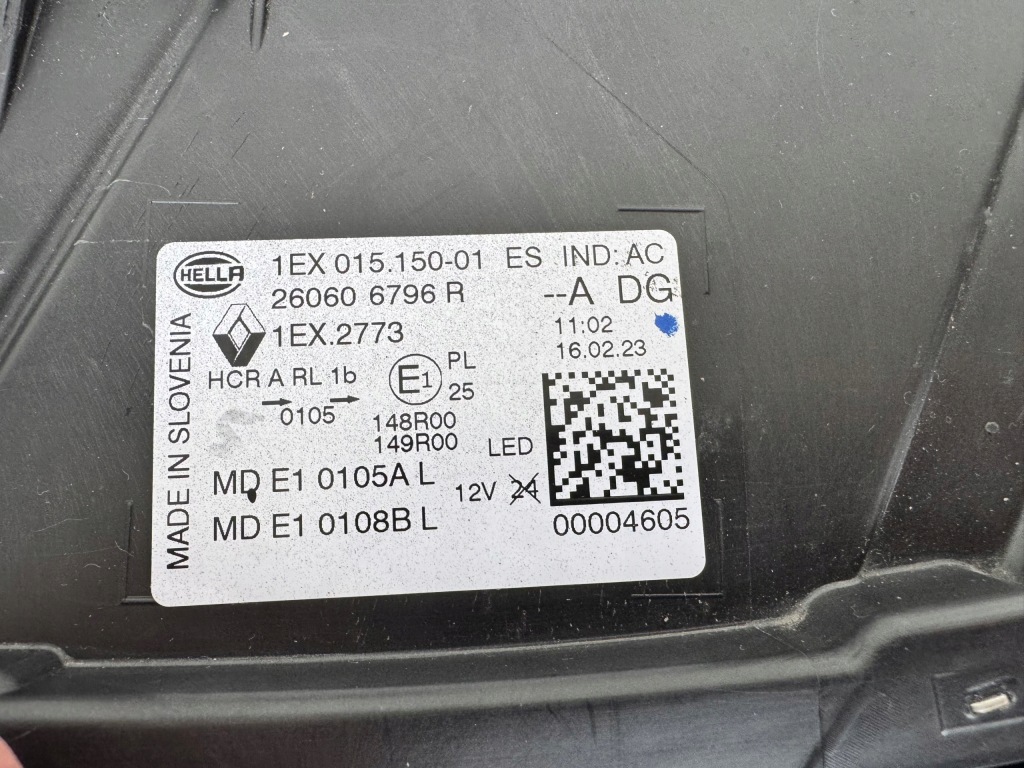 HELLA
1EX 015.150-01 ES IND: AC
26060 6796 R --A DG
1EX.2773 11:02
16.02.23
HCR A RL 1b E1 PL
25
0105
148R00
149R00 LED
MD E1 0105A L
12V 24
MD E1 0108B L 00004605
MADE IN SLOVENIA